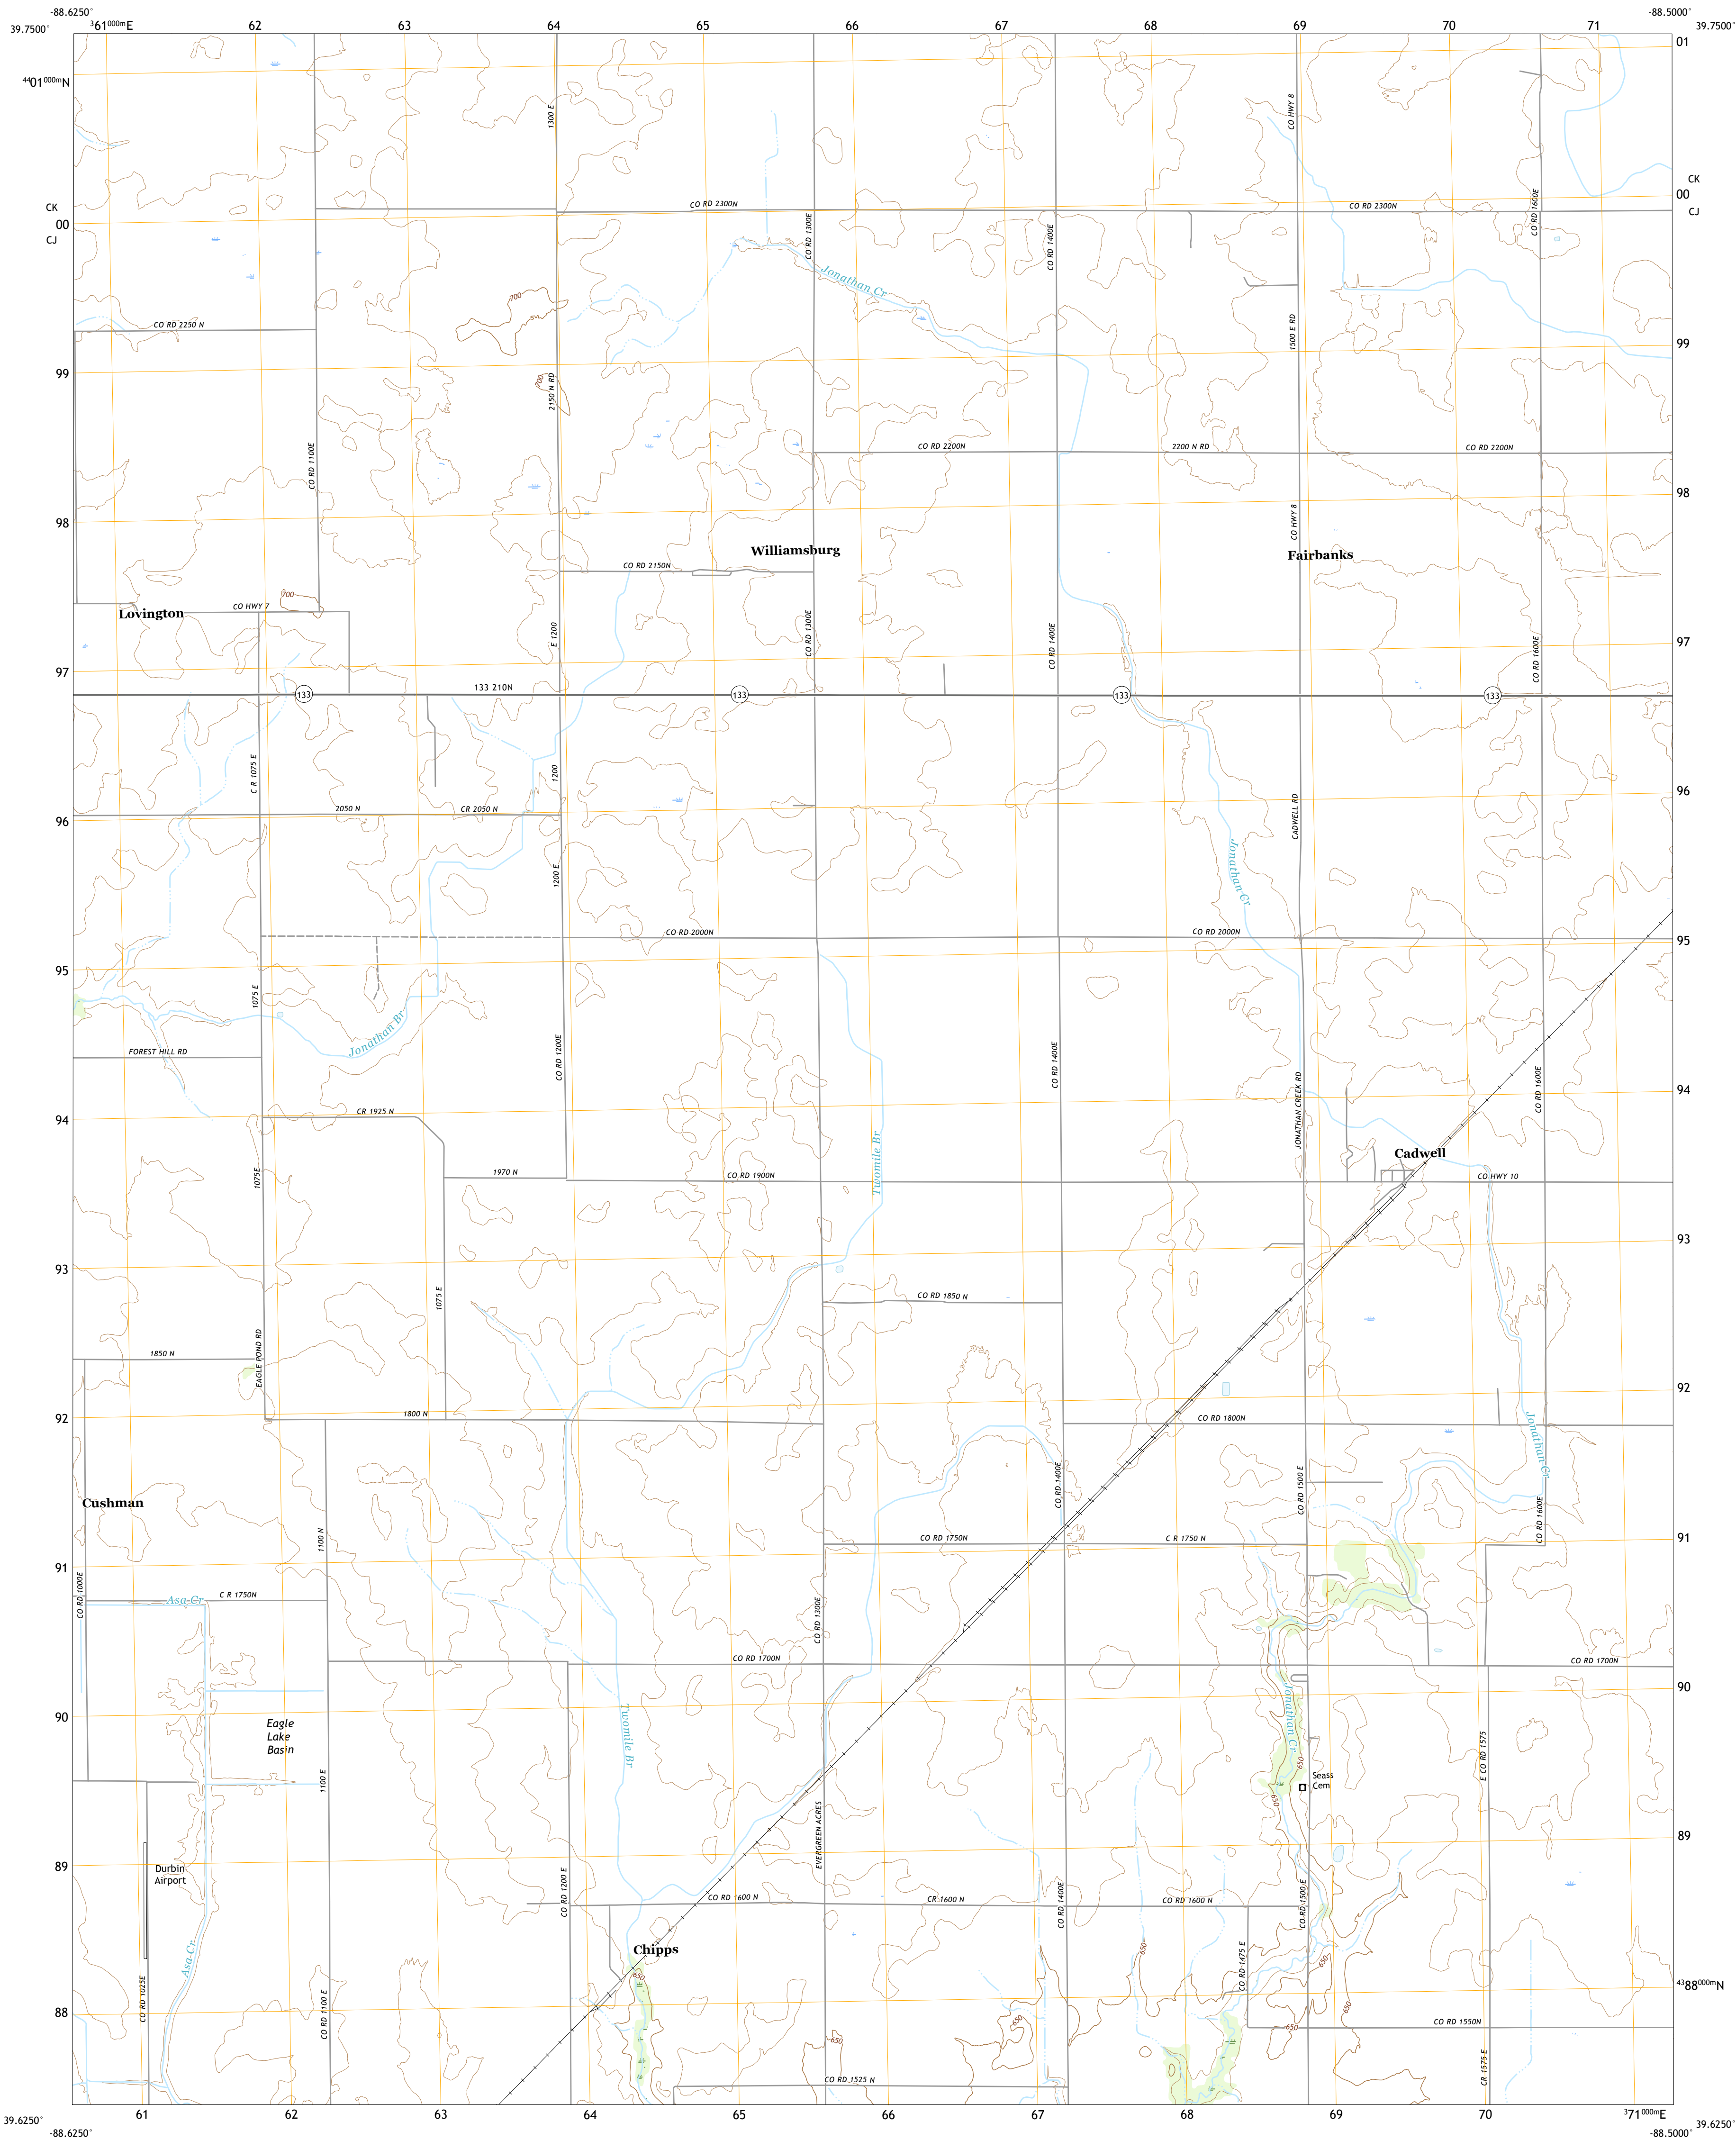 -88.6250°
-88.5000°
39.7500°
³61⁰⁰⁰ᵐE
62
63
64
65
66
67
68
69
70
71
39.7500°
01
⁴⁴01⁰⁰⁰ᵐN
1300 E
CO HWY 8
CK
00
CJ
CK
00
CJ
CO RD 2300N
CO RD 2300N
CO RD 1600E
CO RD 1300E
CO RD 1400E
Jonathan Cr
700
CO RD 2250 N
1500 E RD
99
99
700
2150 N RD
CO RD 1100E
CO RD 2200N
2200 N RD
CO RD 2200N
98
98
CO HWY 8
Williamsburg
Fairbanks
CO RD 2150N
700
Lovington
CO HWY 7
E 1200
CO RD 1300E
CO RD 1400E
CO RD 1600E
97
97
133 210N
133
133
133
133
C R 1075 E
1200
96
2050 N
CR 2050 N
CADWELL RD
96
1200 E
Jonathan Cr
CO RD 2000N
CO RD 2000N
95
95
1075 E
Jonathan Br
FOREST HILL RD
CO RD 1200E
CO RD 1400E
CO RD 1600E
94
94
CR 1925 N
JONATHAN CREEK RD
Twomile Br
Cadwell
1075E
1970 N
CO RD 1900N
CO HWY 10
93
93
1075 E
CO RD 1850 N
EAGLE POND RD
1850 N
92
92
1800 N
CO RD 1800N
Jonathan Cr
CO RD 1400E
CO RD 1500 E
Cushman
CO RD 1600E
1100 N
CO RD 1750N
C R 1750 N
91
91
CO RD 1000E
Asa Cr
C R 1750N
CO RD 1300E
CO RD 1700N
CO RD 1700N
90
90
Jonathan Cr
Twomile Br
Eagle
Lake
Basin
650
E CO RD 1575
1100 E
Seass
Cem
650
EVERGREEN ACRES
89
89
Durbin
Airport
CO RD 1200 E
CO RD 1600 N
CR 1600 N
CO RD 1600 N
CO RD 1400E
CO RD 1500 E
Chipps
650
650
650
CO RD 1475 E
Asa Cr
CO RD 1025E
CO RD 1100 E
⁴³88⁰⁰⁰ᵐN
88
650
650
650
650
CO RD 1550N
CO RD 1525 N
CR 1575 E
39.6250°
61
62
63
64
65
66
67
68
69
70
³71⁰⁰⁰ᵐE
39.6250°
-88.6250°
-88.5000°